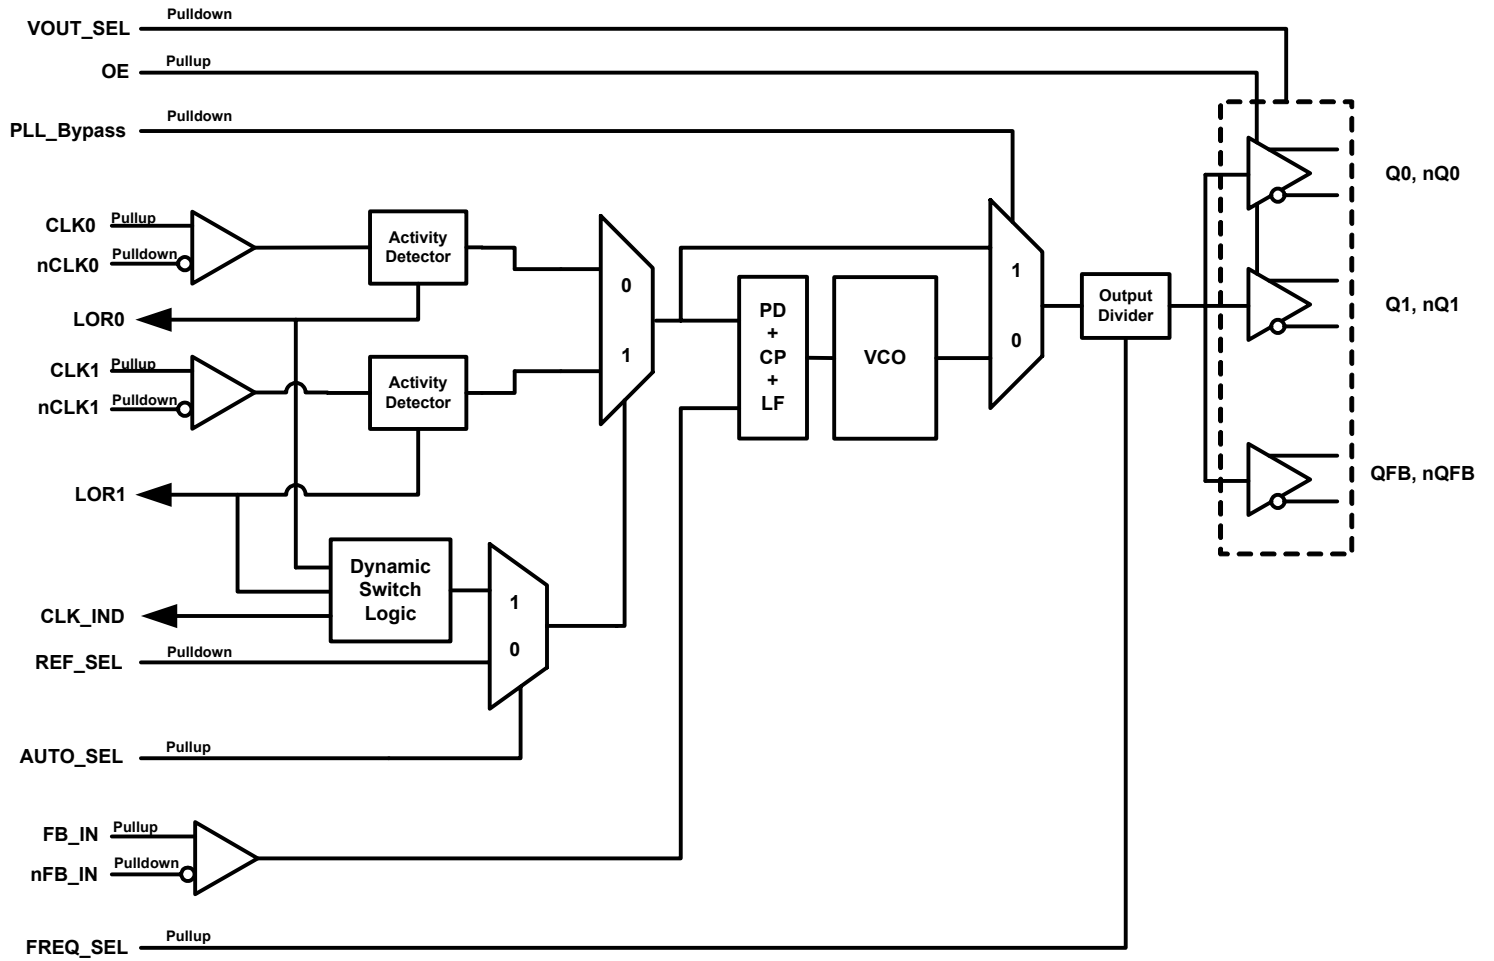 VOUT_SEL
Pulldown
OE
Pullup
PLL_Bypass
Pulldown
CLK0
Pullup
nCLK0
Pulldown
LOR0
CLK1
Pullup
nCLK1
Pulldown
LOR1
CLK_IND
REF_SEL
Pulldown
AUTO_SEL
Pullup
FB_IN
Pullup
nFB_IN
Pulldown
FREQ_SEL
Pullup
Activity
Detector
Activity
Detector
Dynamic
Switch
Logic
1
0
0
1
PD
+
CP
+
LF
VCO
1
0
Output
Divider
Q0, nQ0
Q1, nQ1
QFB, nQFB